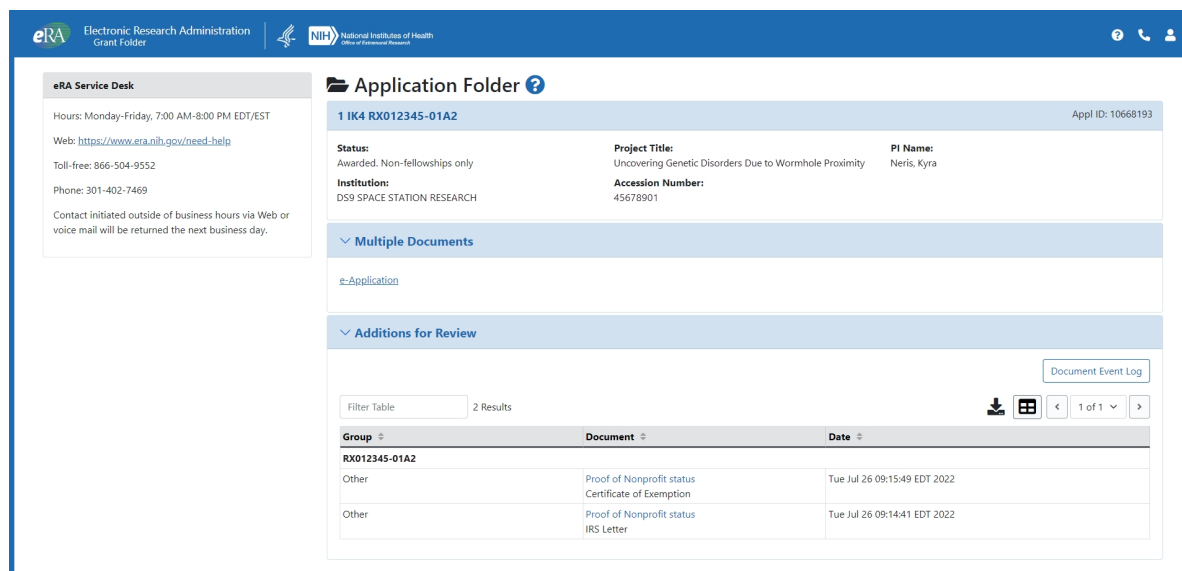 eRA
Electronic Research Administration
Grant Folder
NIH National Institutes of Health
Office of Extramural Research
eRA Service Desk
Hours: Monday-Friday, 7:00 AM-8:00 PM EDT/EST
Web: https://www.era.nih.gov/need-help
Toll-free: 866-504-9552
Phone: 301-402-7469
Contact initiated outside of business hours via Web or
voice mail will be returned the next business day.
Application Folder
1 IK4 RX012345-01A2
Appl ID: 10668193
Status:
Awarded. Non-fellowships only
Project Title:
Uncovering Genetic Disorders Due to Wormhole Proximity
PI Name:
Neris, Kyra
Institution:
DS9 SPACE STATION RESEARCH
Accession Number:
45678901
Multiple Documents
e-Application
Additions for Review
Document Event Log
Filter Table
2 Results
1 of 1
Group Document Date
RX012345-01A2
Other Proof of Nonprofit status Tue Jul 26 09:15:49 EDT 2022
Certificate of Exemption
Other Proof of Nonprofit status Tue Jul 26 09:14:41 EDT 2022
IRS Letter